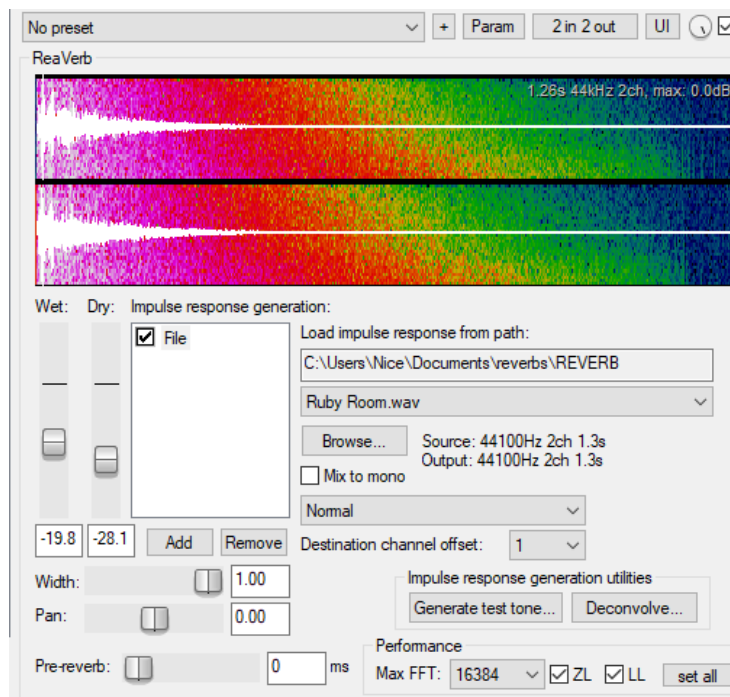 No preset
+
Param
2 in 2 out
UI
ReaVerb
1.26s 44kHz 2ch, max: 0.0dB
Wet:
Dry:
Impulse response generation:
File
Load impulse response from path:
C:\Users\Nice\Documents\reverbs\REVERB
Ruby Room.wav
Browse...
Source: 44100Hz 2ch 1.3s
Output: 44100Hz 2ch 1.3s
Mix to mono
Normal
-19.8
-28.1
Add
Remove
Destination channel offset:
1
Width:
1.00
Pan:
0.00
Impulse response generation utilities
Generate test tone...
Deconvolve...
Pre-reverb:
0
ms
Performance
Max FFT:
16384
ZL
LL
set all